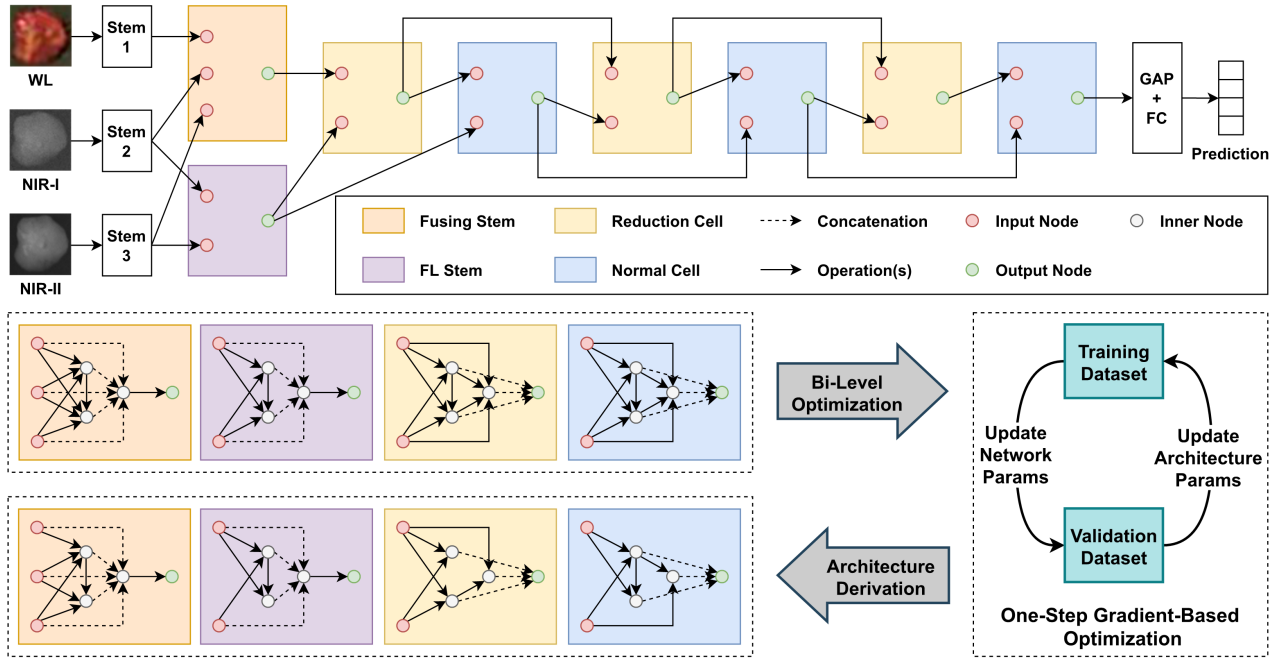 WL
Stem
1
NIR-I
Stem
2
NIR-II
Stem
3
GAP
+
FC
Prediction
Fusing Stem
Reduction Cell
Concatenation
Input Node
Inner Node
FL Stem
Normal Cell
Operation(s)
Output Node
Bi-Level
Optimization
Architecture
Derivation
Training
Dataset
Update
Network
Params
Update
Architecture
Params
Validation
Dataset
One-Step Gradient-Based
Optimization